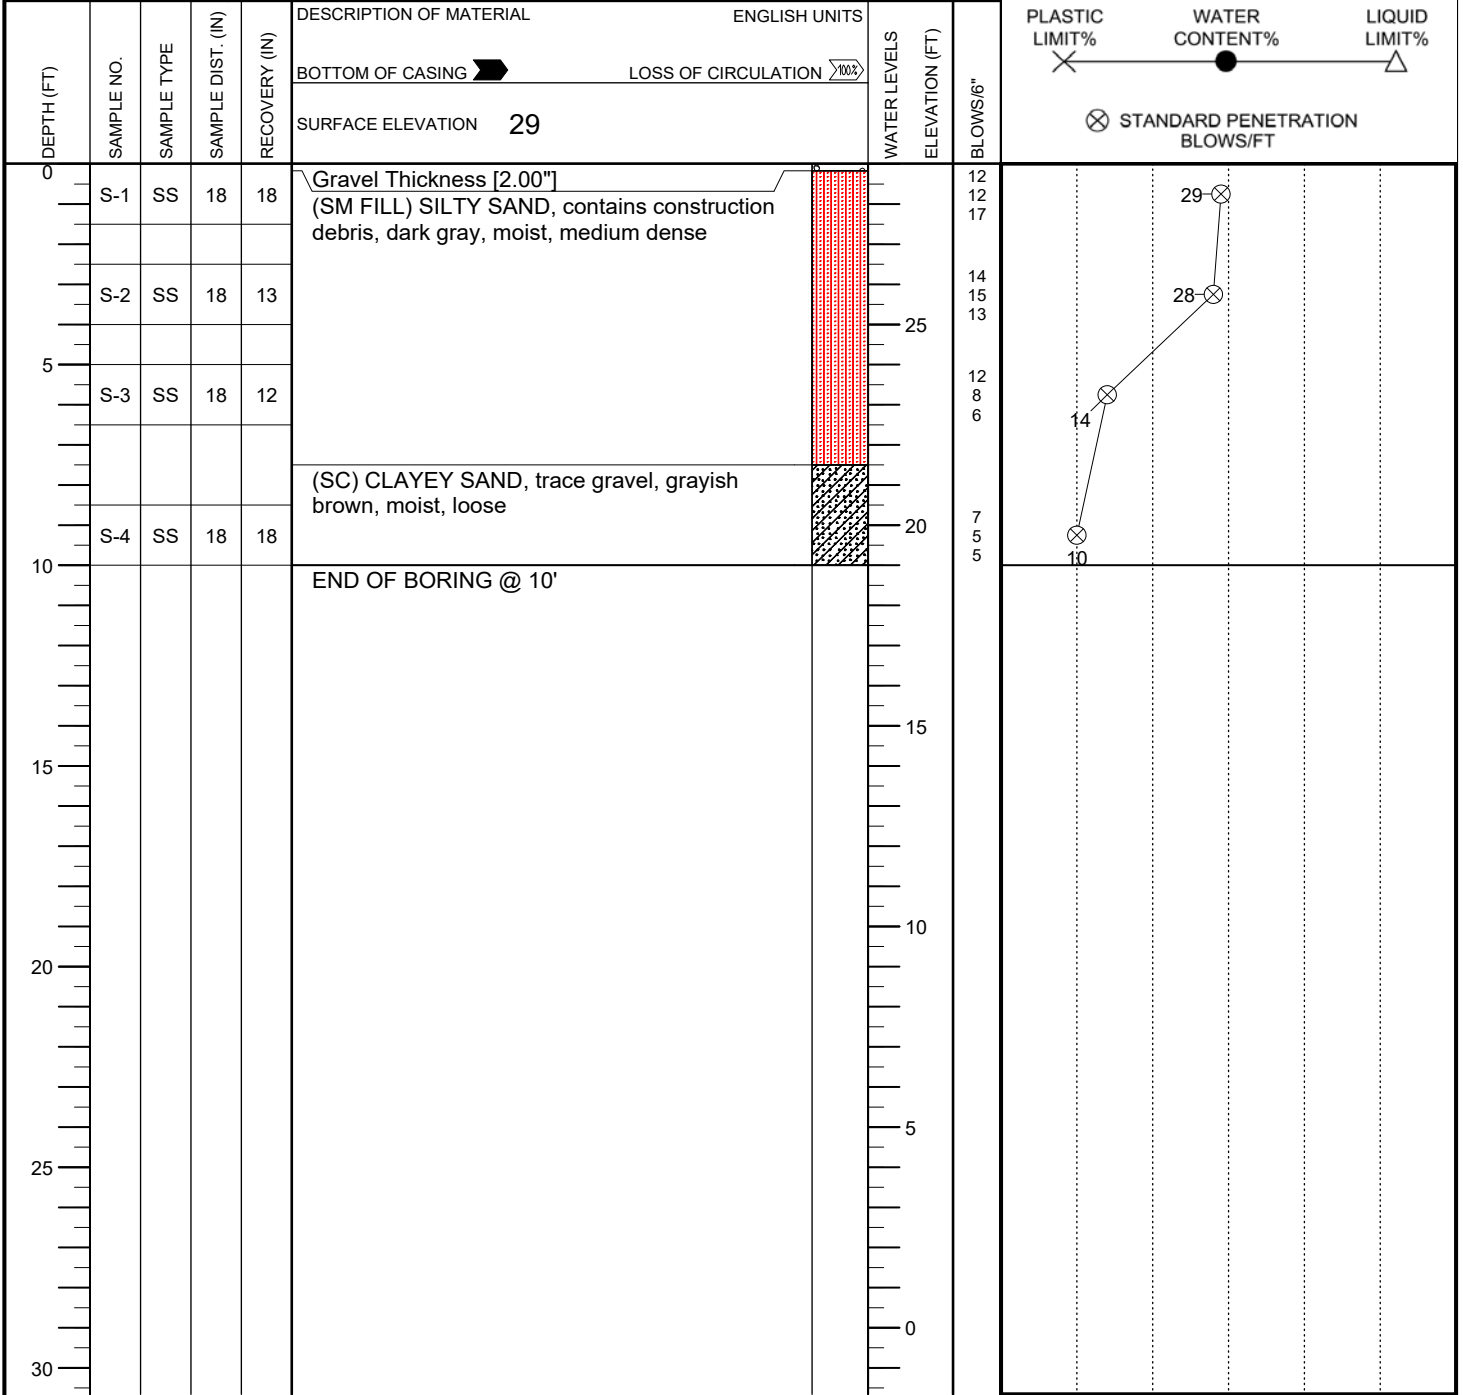 DEPTH (FT)
SAMPLE NO.
SAMPLE TYPE
SAMPLE DIST. (IN)
RECOVERY (IN)
DESCRIPTION OF MATERIAL ENGLISH UNITS
BOTTOM OF CASING LOSS OF CIRCULATION 100%
SURFACE ELEVATION 29
WATER LEVELS
ELEVATION (FT)
BLOWS/6"
PLASTIC WATER LIQUID
LIMIT% CONTENT% LIMIT%
STANDARD PENETRATION
BLOWS/FT
0
Gravel Thickness [2.00"]
S-1 SS 18 18
12
12
17
29
(SM FILL) SILTY SAND, contains construction
debris, dark gray, moist, medium dense
S-2 SS 18 13
14
15
13
28
25
5
S-3 SS 18 12
12
8
6
14
(SC) CLAYEY SAND, trace gravel, grayish
brown, moist, loose
20
S-4 SS 18 18
7
5
5
10
10
END OF BORING @ 10'
15
15
10
20
5
25
0
30